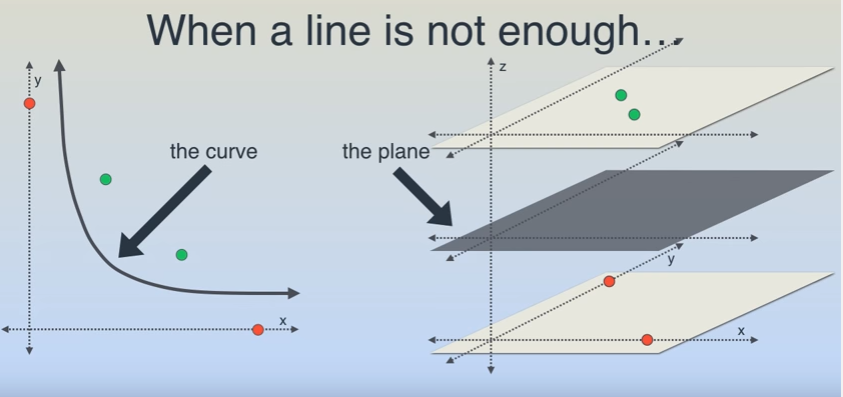 When a line is not enough...
y
the curve
x
the plane
z
y
x